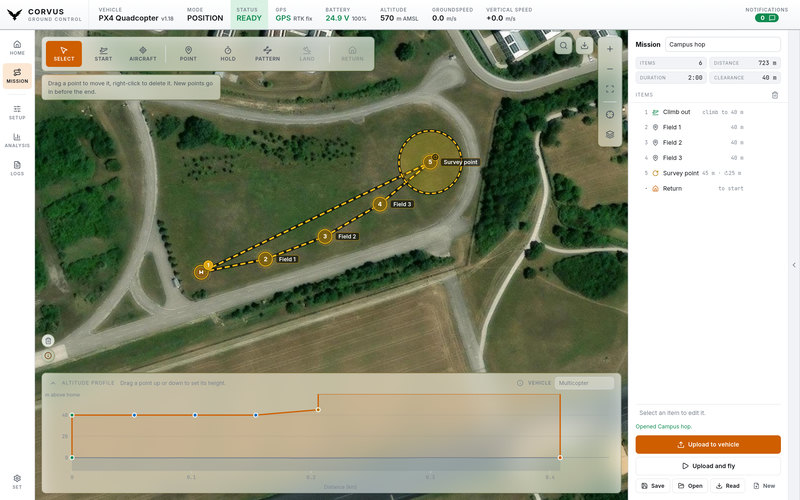 CORVUS
GROUND CONTROL
VEHICLE
PX4 Quadcopter v1.18
MODE
POSITION
STATUS
READY
GPS
GPS RTK fix
BATTERY
24.9 V 100%
ALTITUDE
570 m AMSL
GROUNDSPEED
0.0 m/s
VERTICAL SPEED
+0.0 m/s
NOTIFICATIONS
0
HOME
MISSION
SETUP
ANALYSIS
LOGS
SET
SELECT
START
AIRCRAFT
POINT
HOLD
PATTERN
LAND
RETURN
Drag a point to move it, right-click to delete it. New points go
in before the end.
5 Survey point
4 Field 3
3 Field 2
2 Field 1
1
H
ALTITUDE PROFILE · Drag a point up or down to set its height.
VEHICLE Multicopter
m above home
40
20
0
0 0.1 0.2 0.3 0.4
Distance (km)
Mission Campus hop
ITEMS 6 DISTANCE 723 m
DURATION 2:00 CLEARANCE 40 m
ITEMS
1 Climb out climb to 40 m
2 Field 1 40 m
3 Field 2 40 m
4 Field 3 40 m
5 Survey point 45 m · 25 m
– Return to start
Select an item to edit it.
Opened Campus hop.
Upload to vehicle
Upload and fly
Save Open Read New